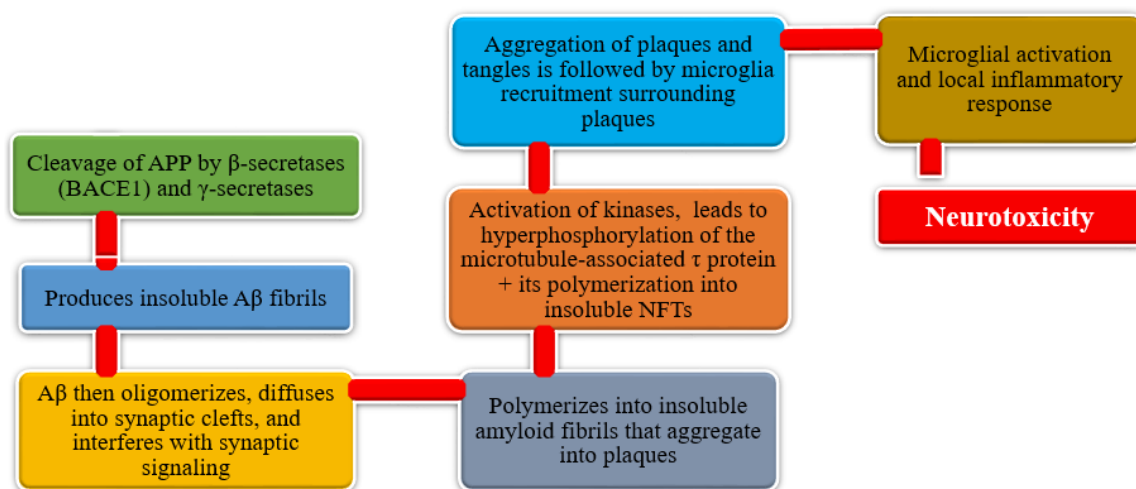 Cleavage of APP by β-secretases
(BACE1) and γ-secretases
Produces insoluble Aβ fibrils
Aβ then oligomerizes, diffuses
into synaptic clefts, and
interferes with synaptic
signaling
Polymerizes into insoluble
amyloid fibrils that aggregate
into plaques
Activation of kinases, leads to
hyperphosphorylation of the
microtubule-associated τ protein
+ its polymerization into
insoluble NFTs
Aggregation of plaques and
tangles is followed by microglia
recruitment surrounding
plaques
Microglial activation
and local inflammatory
response
Neurotoxicity